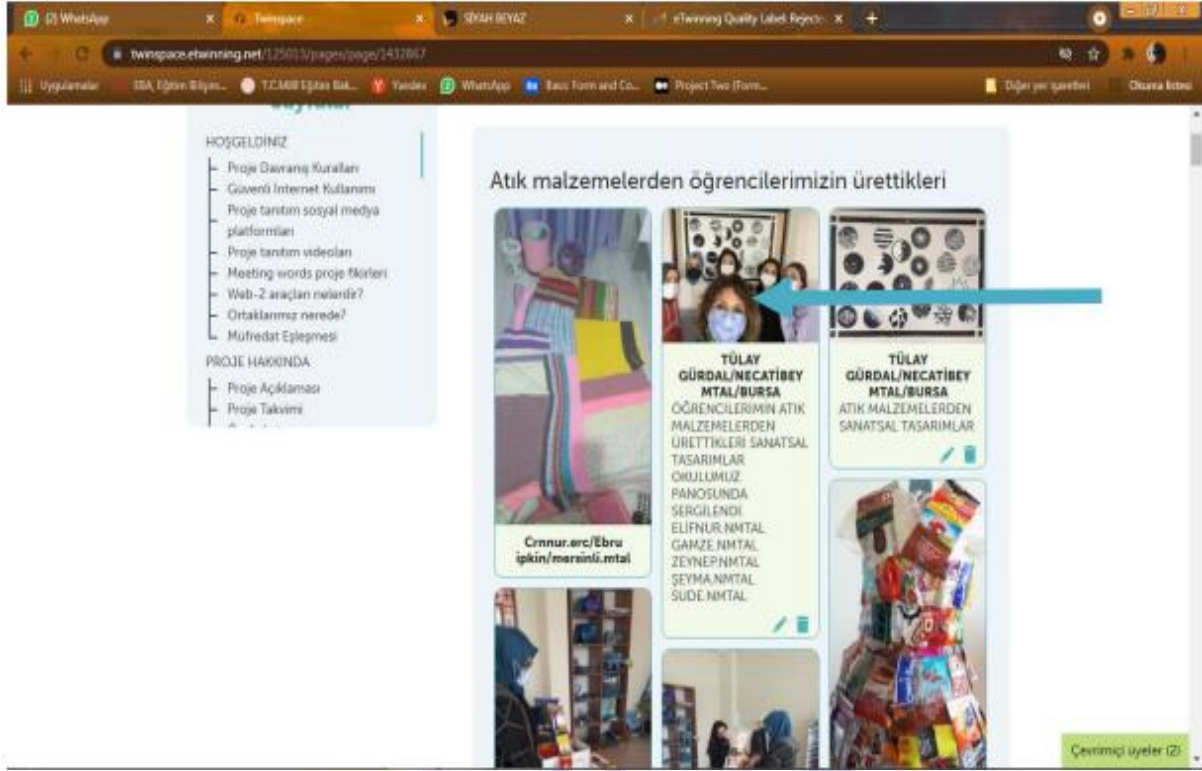 (2) WhatsApp
Twinspace
SİYAH BEYAZ
eTwinning Quality Label Rejecte
twinspace.etwinning.net/125013/pages/page/1432867
Uygulamalar
EBA, Eğitim Bilişim...
T.C.Millî Eğitim Bak...
Yandex
WhatsApp
Basic Form and Co...
Project Two (Form...
Diğer yer işaretleri
Okuma listesi
HOŞGELDİNİZ
Proje Davranış Kuralları
Güvenli İnternet Kullanımı
Proje tanıtım sosyal medya
platformları
Proje tanıtım videoları
Meeting words proje fikirleri
Web-2 araçları nelerdir?
Ortaklarımız nerede?
Müfredat Eşleşmesi
PROJE HAKKINDA
Proje Açıklaması
Proje Takvimi
Atık malzemelerden öğrencilerimizin ürettikleri
Crnnur.erc/Ebru
ipkin/mersinli.mtal
TÜLAY
GÜRDAL/NECATİBEY
MTAL/BURSA
ÖĞRENCİLERİMİN ATIK
MALZEMELERDEN
ÜRETTİKLERİ SANATSAL
TASARIMLAR
OKULUMUZ
PANOSUNDA
SERGİLENDİ.
ELİFNUR.NMTAL
GAMZE.NMTAL
ZEYNEP.NMTAL
ŞEYMA.NMTAL
SUDE.NMTAL
TÜLAY
GÜRDAL/NECATİBEY
MTAL/BURSA
ATIK MALZEMELERDEN
SANATSAL TASARIMLAR
Çevrimiçi üyeler (2)